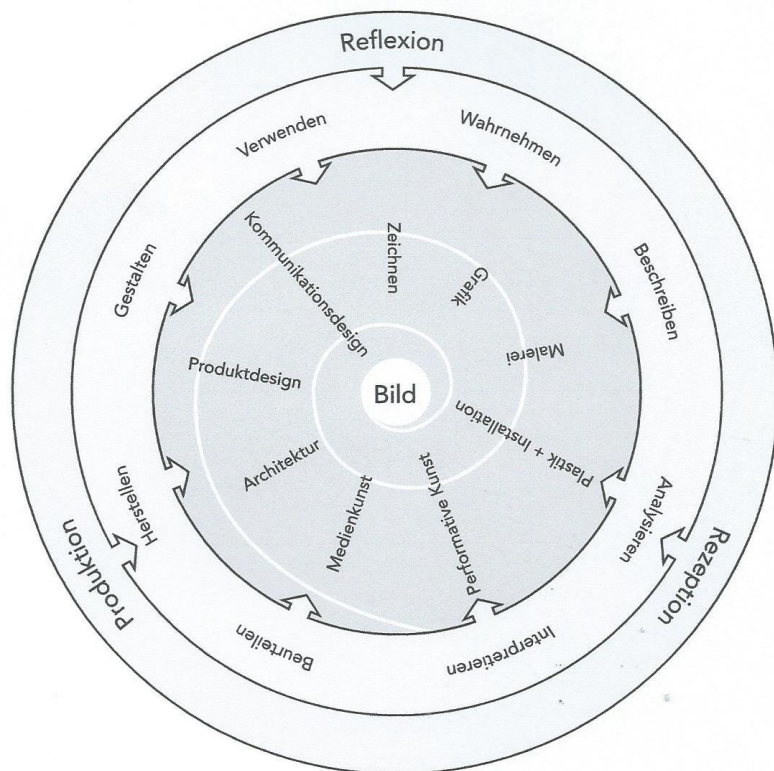 Reflexion
Rezeption
Produktion
Verwenden
Wahrnehmen
Beschreiben
Analysieren
Interpretieren
Beurteilen
Herstellen
Gestalten
Kommunikationsdesign
Zeichnen
Grafik
Malerei
Plastik + Installation
Performative Kunst
Medienkunst
Architektur
Produktdesign
Bild